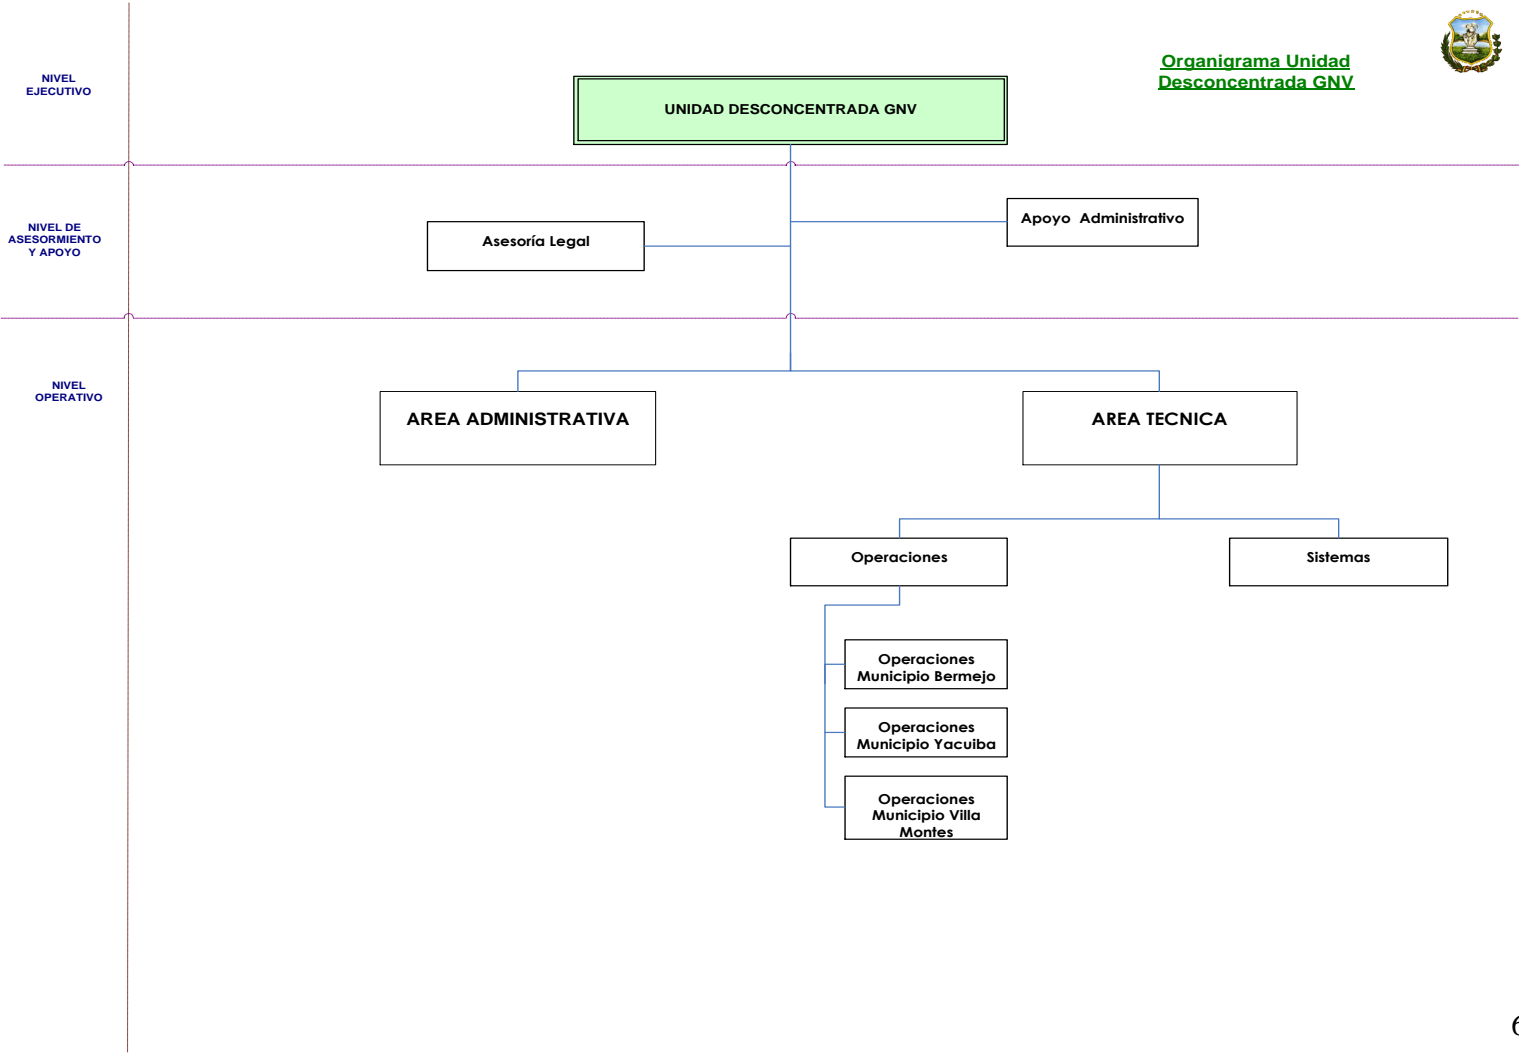 NIVEL
EJECUTIVO
Organigrama Unidad
Desconcentrada GNV
UNIDAD DESCONCENTRADA GNV
NIVEL DE
ASESORMIENTO
Y APOYO
Asesoría Legal
Apoyo Administrativo
NIVEL
OPERATIVO
AREA ADMINISTRATIVA
AREA TECNICA
Operaciones
Sistemas
Operaciones
Municipio Bermejo
Operaciones
Municipio Yacuiba
Operaciones
Municipio Villa
Montes